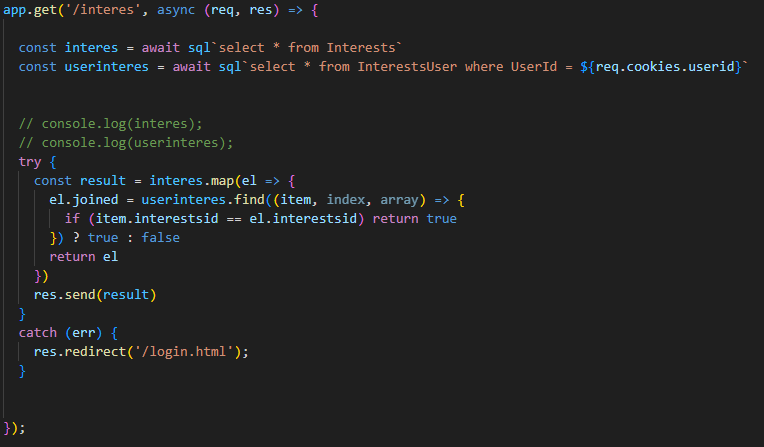 app.get('/interes', async (req, res) => {
const interes = await sql`select * from Interests`
const userinteres = await sql`select * from InterestsUser where UserId = ${req.cookies.userid}`
// console.log(interes);
// console.log(userinteres);
try {
const result = interes.map(el => {
el.joined = userinteres.find((item, index, array) => {
if (item.interestsid == el.interestsid) return true
}) ? true : false
return el
})
res.send(result)
}
catch (err) {
res.redirect('/login.html');
}
});